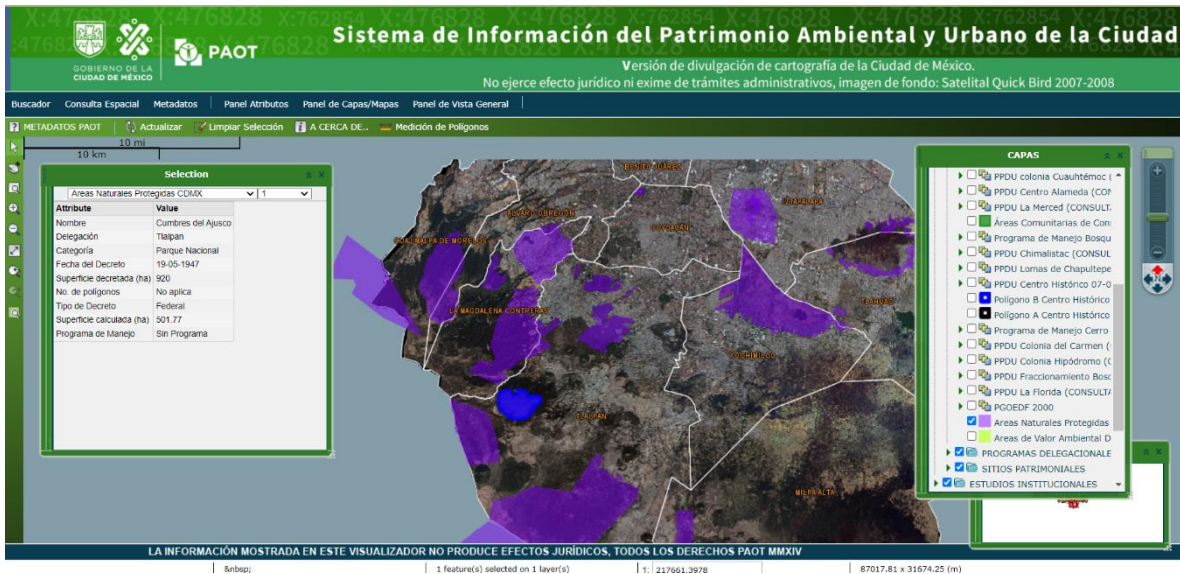 Sistema de Información del Patrimonio Ambiental y Urbano de la Ciudad
GOBIERNO DE LA
CIUDAD DE MÉXICO
PAOT
Versión de divulgación de cartografía de la Ciudad de México.
No ejerce efecto jurídico ni exime de trámites administrativos, imagen de fondo: Satelital Quick Bird 2007-2008
Buscador Consulta Espacial Metadatos Panel Atributos Panel de Capas/Mapas Panel de Vista General
METADATOS PAOT Actualizar Limpiar Selección A CERCA DE.. Medición de Polígonos
10 mi
10 km
Selection
Areas Naturales Protegidas CDMX 1
Attribute Value
Nombre Cumbres del Ajusco
Delegación Tlalpan
Categoría Parque Nacional
Fecha del Decreto 19-05-1947
Superficie decretada (ha) 920
No. de polígonos No aplica
Tipo de Decreto Federal
Superficie calculada (ha) 501.77
Programa de Manejo Sin Programa
BENITO JUÁREZ
ÁLVARO OBREGÓN
IZTAPALAPA
COYOACÁN
CUAJIMALPA DE MORELOS
LA MAGDALENA CONTRERAS
TLÁHUAC
XOCHIMILCO
TLALPAN
MILPA ALTA
CAPAS
PPDU colonia Cuauhtémoc (
PPDU Centro Alameda (CON
PPDU La Merced (CONSULT.
Áreas Comunitarias de Con
Programa de Manejo Bosqu
PPDU Chimalistac (CONSUL
PPDU Lomas de Chapultepe
PPDU Centro Histórico 07-0
Polígono B Centro Histórico
Polígono A Centro Histórico
Programa de Manejo Cerro
PPDU Colonia del Carmen (
PPDU Colonia Hipódromo (C
PPDU Fraccionamiento Bosc
PPDU La Florida (CONSULTA
PGOEDF 2000
Areas Naturales Protegidas
Areas de Valor Ambiental D
PROGRAMAS DELEGACIONALE
SITIOS PATRIMONIALES
ESTUDIOS INSTITUCIONALES
LA INFORMACIÓN MOSTRADA EN ESTE VISUALIZADOR NO PRODUCE EFECTOS JURÍDICOS, TODOS LOS DERECHOS PAOT MMXIV
&nbsp; 1 feature(s) selected on 1 layer(s) 1: 217661.3978 87017.81 x 31674.25 (m)